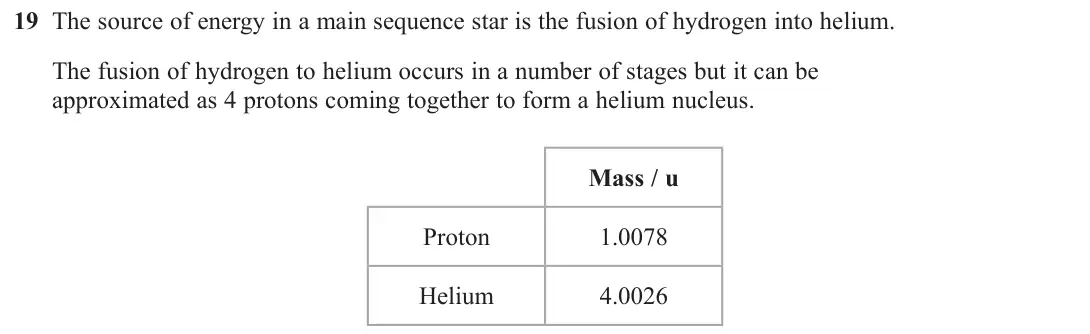 19 The source of energy in a main sequence star is the fusion of hydrogen into helium.
The fusion of hydrogen to helium occurs in a number of stages but it can be
approximated as 4 protons coming together to form a helium nucleus.
Mass / u
Proton 1.0078
Helium 4.0026